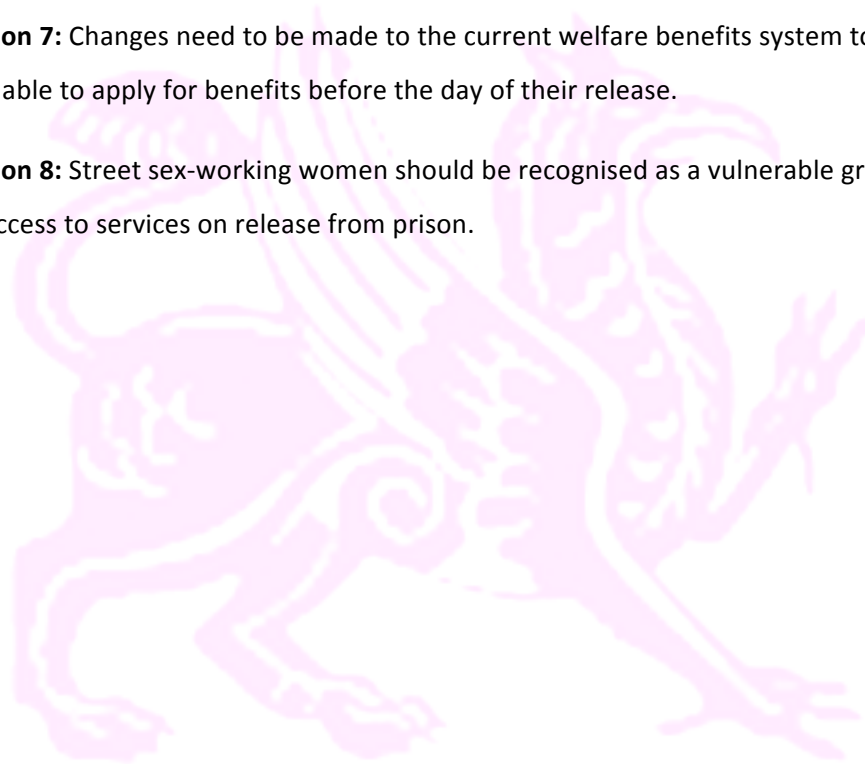 on 7: Changes need to be made to the current welfare benefits system to
able to apply for benefits before the day of their release.
on 8: Street sex-working women should be recognised as a vulnerable gr
ccess to services on release from prison.